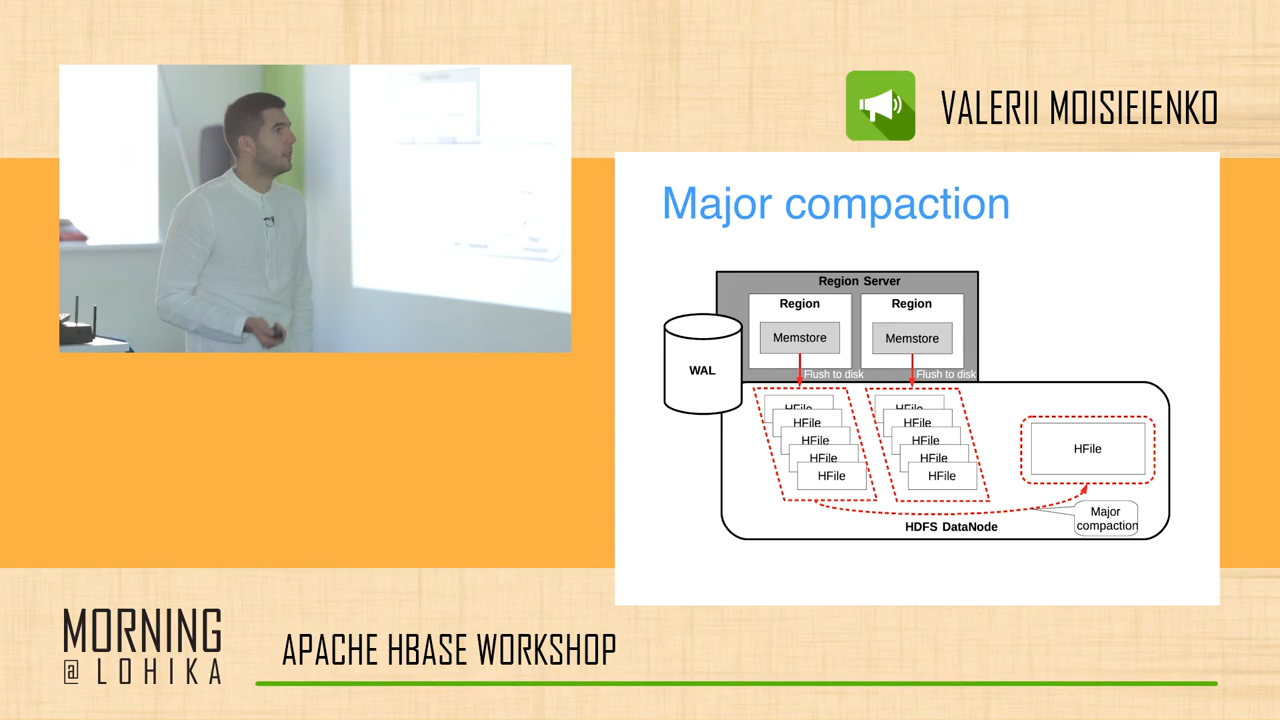 VALERII MOISIEIENKO
Major compaction
Region Server
Region
Region
Memstore
Memstore
WAL
Flush to disk
Flush to disk
HFile
HFile
HFile
HFile
HFile
HFile
HFile
HFile
HFile
HFile
HFile
Major
compaction
HDFS DataNode
MORNING
@ LOHIKA
APACHE HBASE WORKSHOP